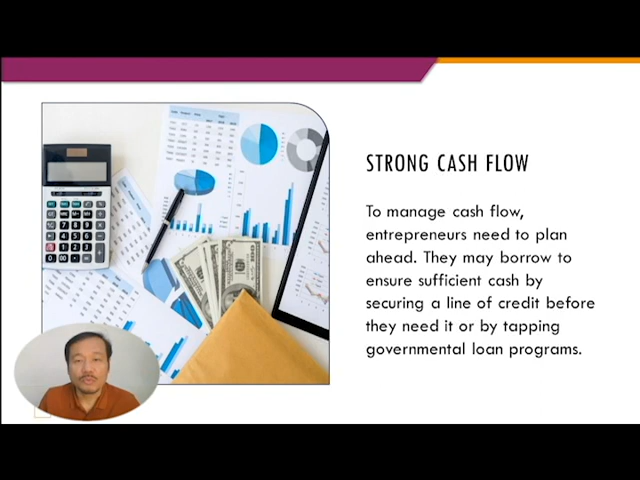 STRONG CASH FLOW
To manage cash flow,
entrepreneurs need to plan
ahead. They may borrow to
ensure sufficient cash by
securing a line of credit before
they need it or by tapping
governmental loan programs.